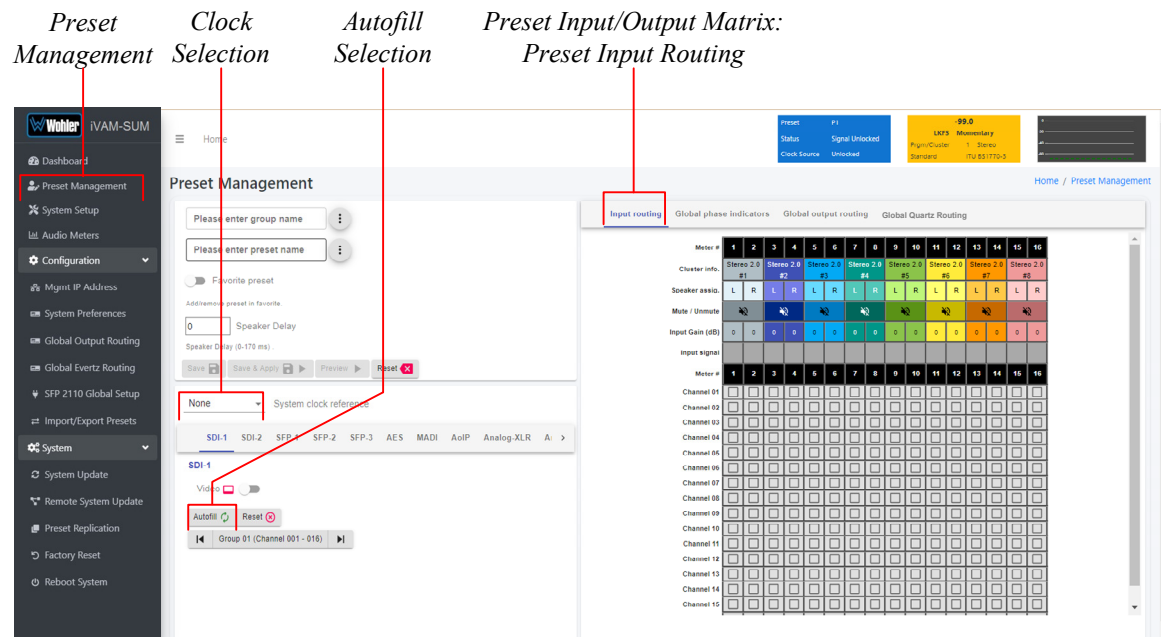 Preset Management
Clock Selection
Autofill Selection
Preset Input/Output Matrix:
Preset Input Routing
Wohler iVAM-SUM
Dashboard
Preset Management
System Setup
Audio Meters
Configuration
Mgmt IP Address
System Preferences
Global Output Routing
Global Evertz Routing
SFP 2110 Global Setup
Import/Export Presets
System
System Update
Remote System Update
Preset Replication
Factory Reset
Reboot System
Home
Preset P1
Status Signal Unlocked
Clock Source Unlocked
-99.0
LKFS Momentary
Prgm/Cluster 1 Stereo
Standard ITU BS1770-3
Preset Management
Home / Preset Management
Please enter group name
Please enter preset name
Favorite preset
Add/remove preset in favorite.
0 Speaker Delay
Speaker Delay (0-170 ms) .
Save Save & Apply Preview Reset
None System clock reference
SDI-1 SDI-2 SFP-1 SFP-2 SFP-3 AES MADI AoIP Analog-XLR
SDI-1
Video
Autofill Reset
Group 01 (Channel 001 - 016)
Input routing Global phase indicators Global output routing Global Quartz Routing
Meter # 1 2 3 4 5 6 7 8 9 10 11 12 13 14 15 16
Cluster info. Stereo 2.0 #1 Stereo 2.0 #2 Stereo 2.0 #3 Stereo 2.0 #4 Stereo 2.0 #5 Stereo 2.0 #6 Stereo 2.0 #7 Stereo 2.0 #8
Speaker assig. L R L R L R L R L R L R L R L R
Mute / Unmute
Input Gain (dB) 0 0 0 0 0 0 0 0 0 0 0 0 0 0 0 0
Input signal
Meter # 1 2 3 4 5 6 7 8 9 10 11 12 13 14 15 16
Channel 01
Channel 02
Channel 03
Channel 04
Channel 05
Channel 06
Channel 07
Channel 08
Channel 09
Channel 10
Channel 11
Channel 12
Channel 13
Channel 14
Channel 15